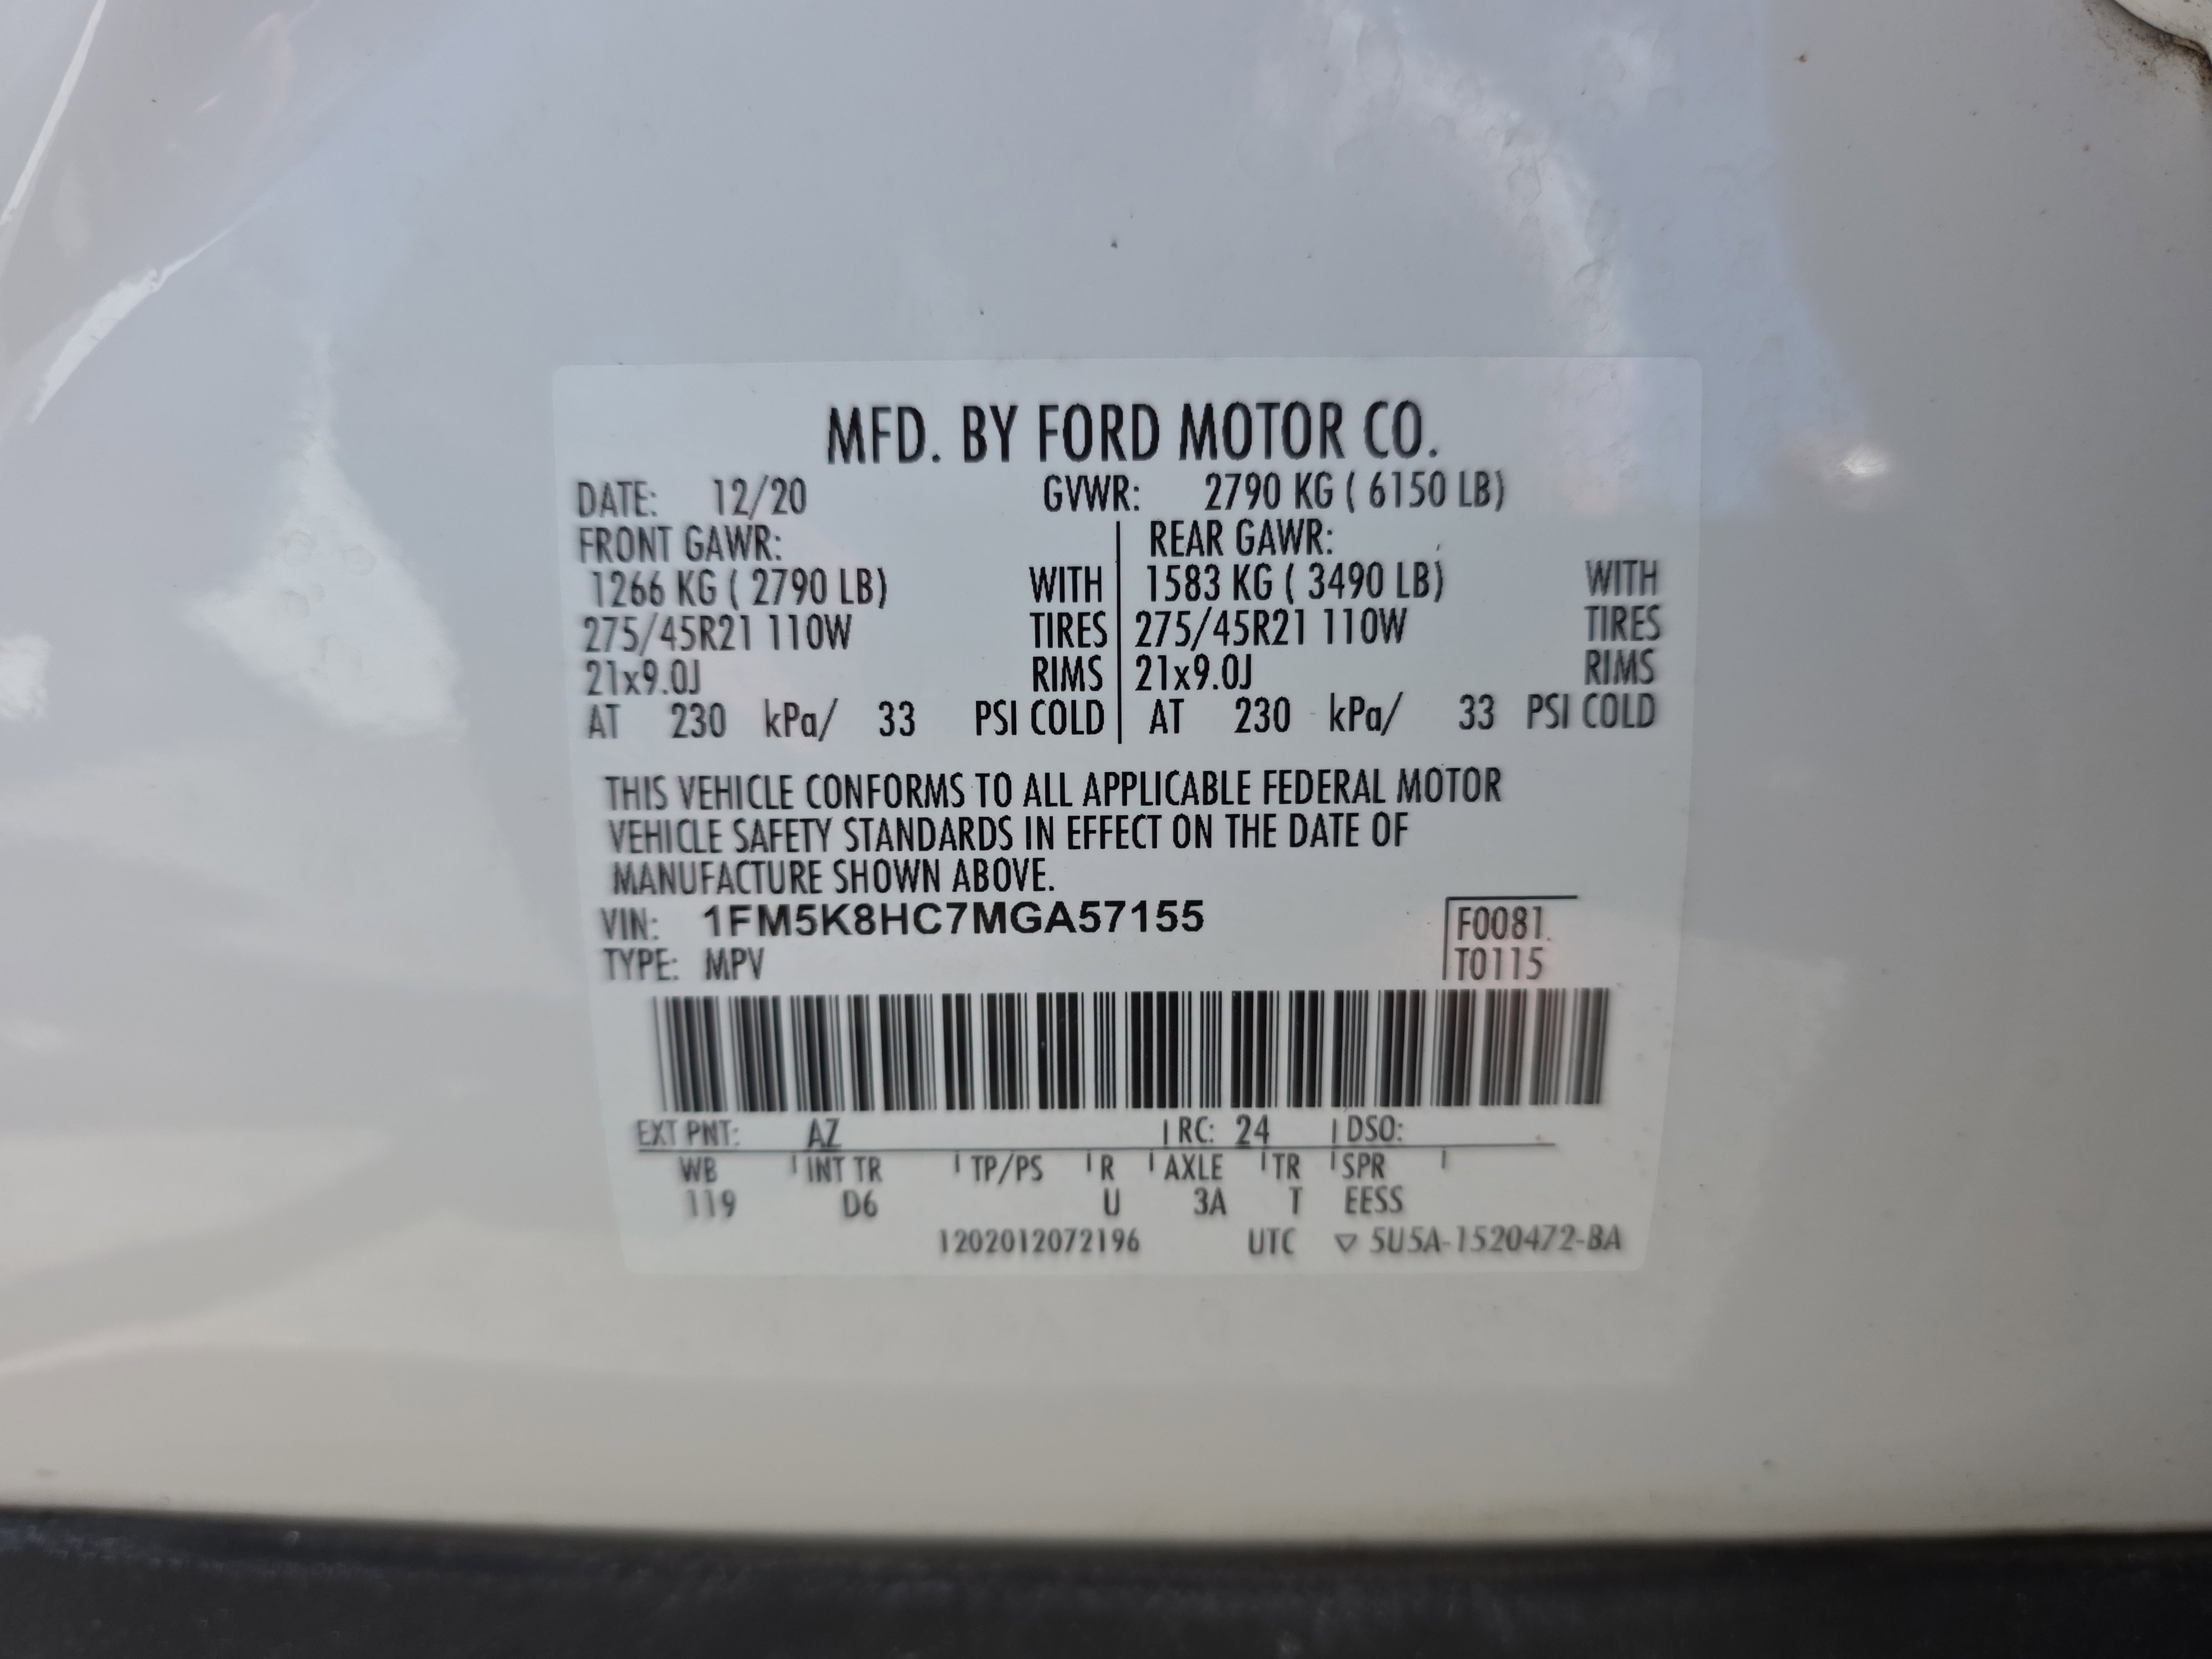 MFD. BY FORD MOTOR CO.
DATE: 12/20 GVWR: 2790 KG ( 6150 LB)
FRONT GAWR: REAR GAWR:
1266 KG ( 2790 LB) WITH 1583 KG ( 3490 LB) WITH
275/45R21 110W TIRES 275/45R21 110W TIRES
21x9.0J RIMS 21x9.0J RIMS
AT 230 kPa/ 33 PSI COLD AT 230 kPa/ 33 PSI COLD
THIS VEHICLE CONFORMS TO ALL APPLICABLE FEDERAL MOTOR
VEHICLE SAFETY STANDARDS IN EFFECT ON THE DATE OF
MANUFACTURE SHOWN ABOVE.
VIN: 1FM5K8HC7MGA57155 F0081
TYPE: MPV T0115
EXT PNT: AZ RC: 24 DSO:
WB INT TR TP/PS R AXLE TR SPR
119 D6 U 3A T EESS
1202012072196 UTC ▽ 5U5A-1520472-BA